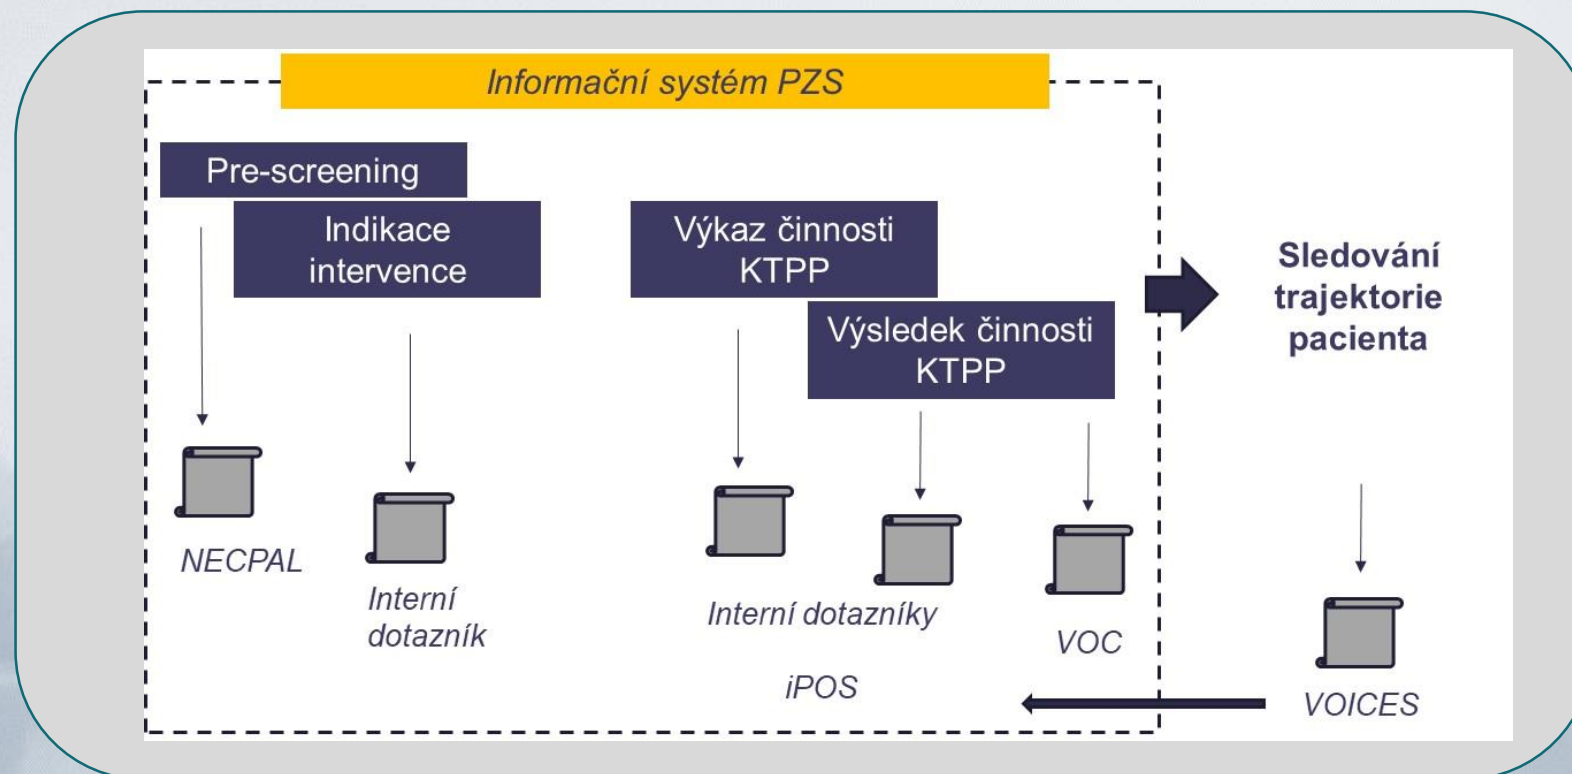 Informační systém PZS
Pre-screening
Indikace
intervence
Výkaz činnosti
KTPP
Výsledek činnosti
KTPP
Sledování
trajektorie
pacienta
NECPAL
Interní
dotazník
Interní dotazníky
iPOS
VOC
VOICES